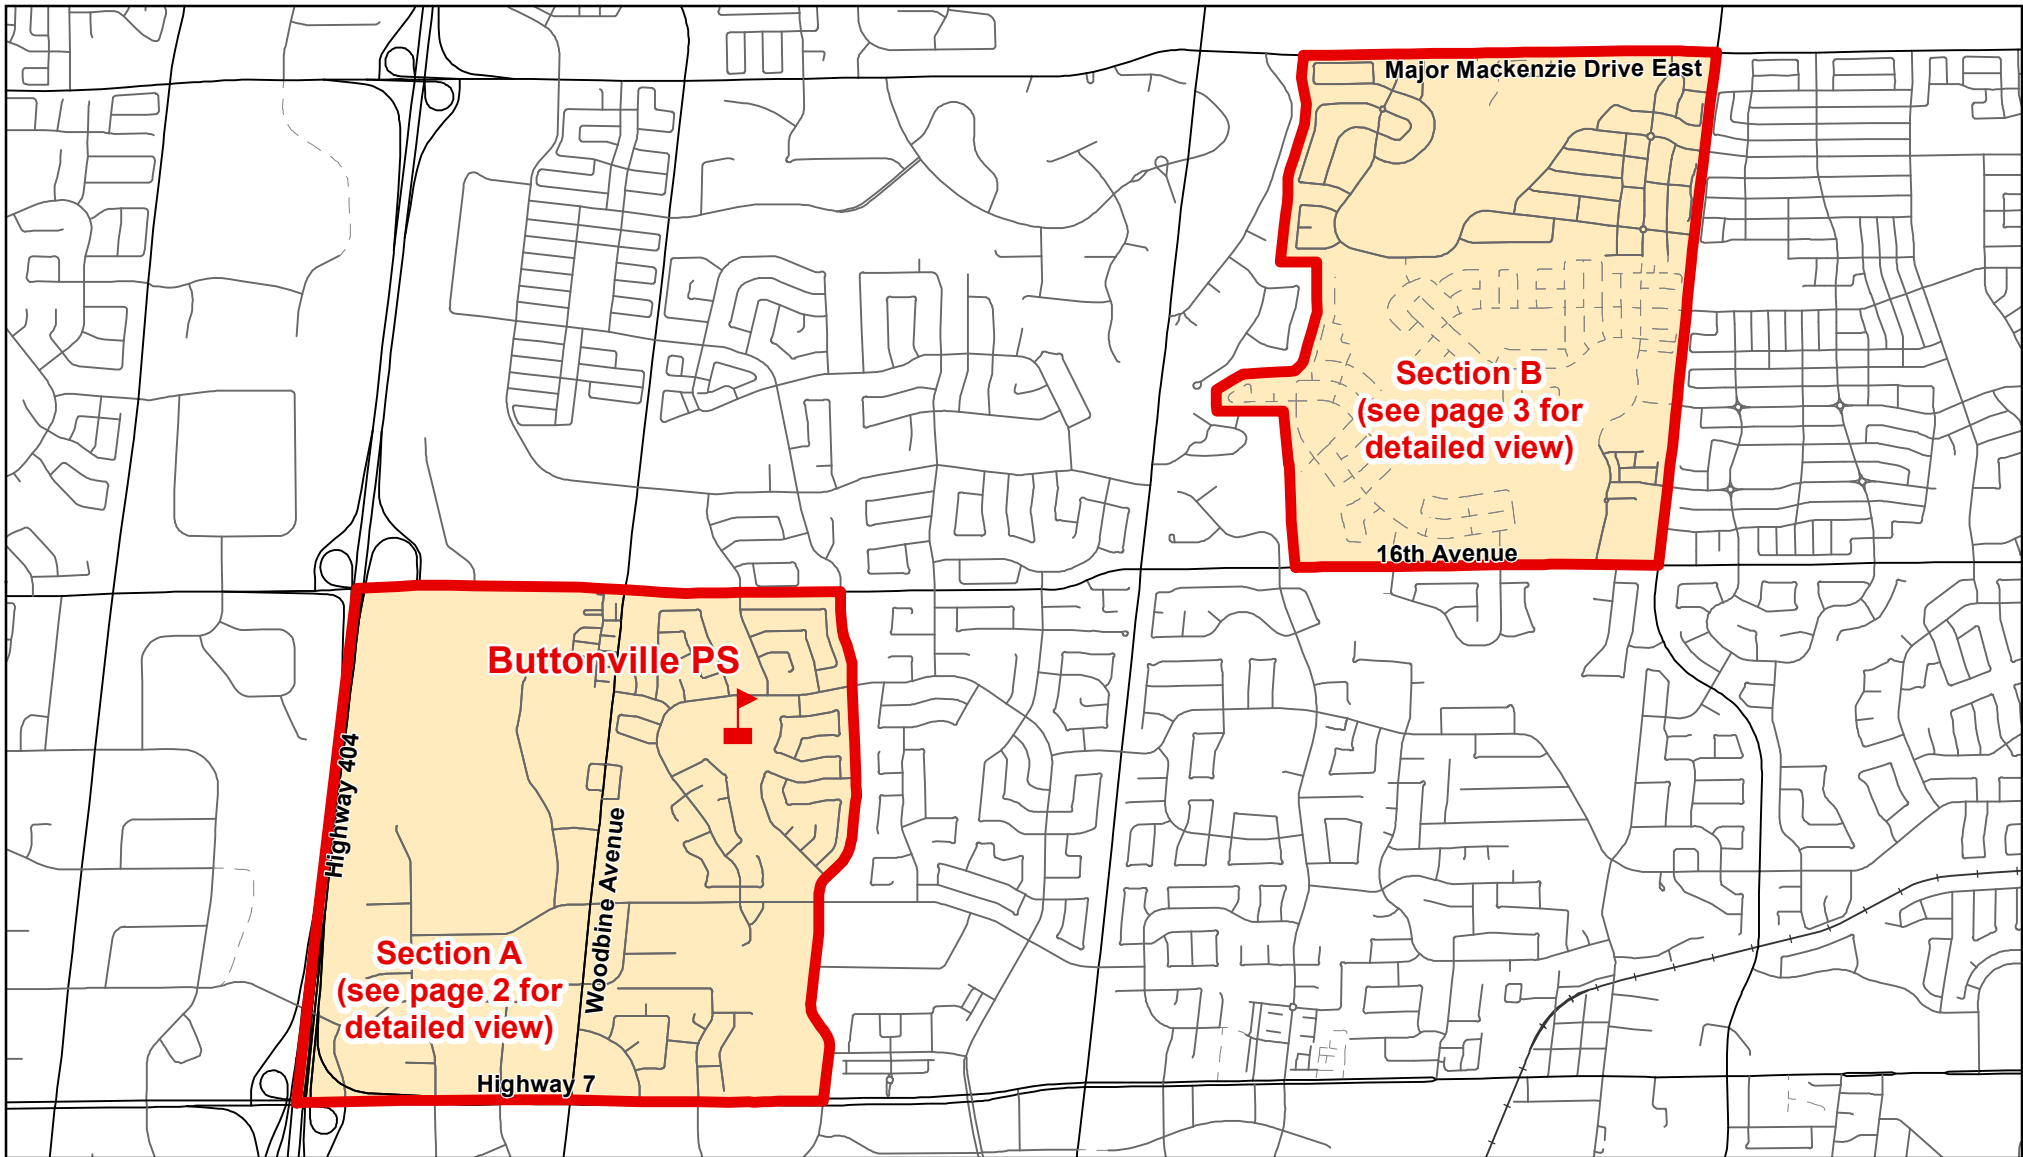 Major Mackenzie Drive East
Section B
(see page 3 for
detailed view)
16th Avenue
Buttonville PS
Highway 404
Woodbine Avenue
Section A
(see page 2 for
detailed view)
Highway 7